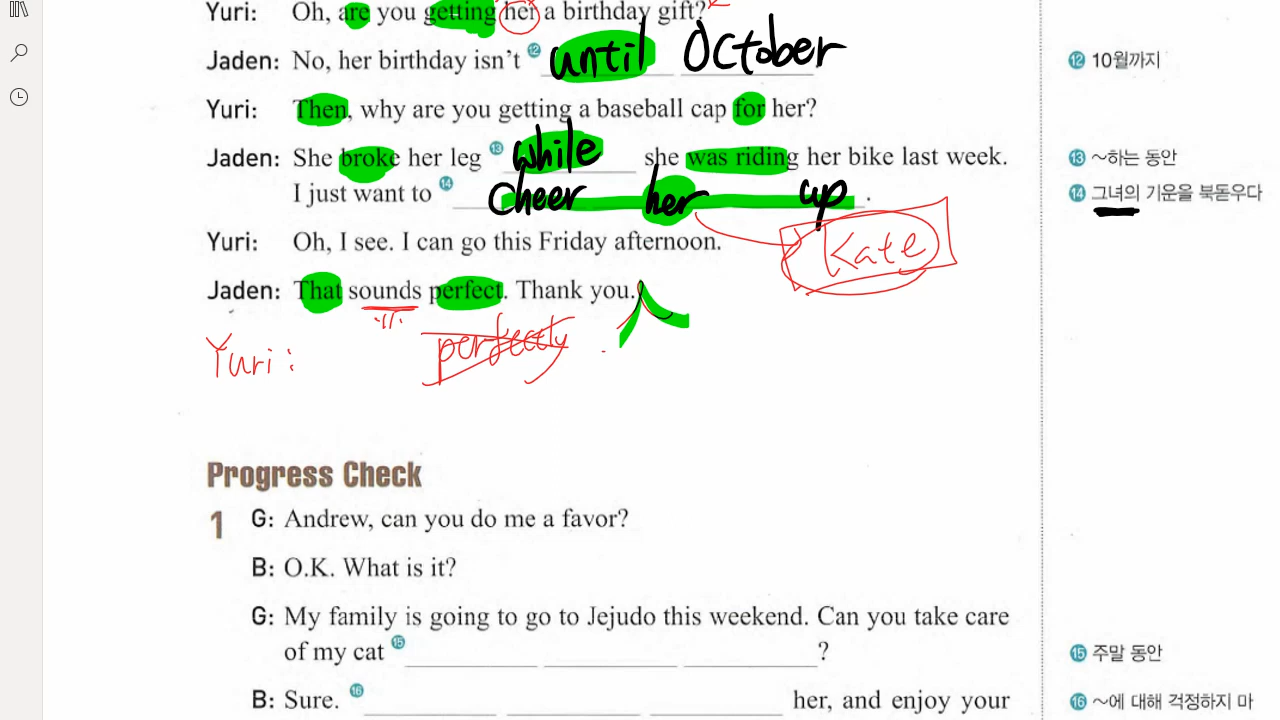 Yuri: Oh, are you getting her a birthday gift?
Jaden: No, her birthday isn't ⑫ until October
⑫ 10월까지
Yuri: Then, why are you getting a baseball cap for her?
Jaden: She broke her leg ⑬ while she was riding her bike last week.
⑬ ~하는 동안
I just want to ⑭ cheer her up.
⑭ 그녀의 기운을 북돋우다
Yuri: Oh, I see. I can go this Friday afternoon.
Kate
Jaden: That sounds perfect. Thank you.
Yuri: perfectly
Progress Check
1 G: Andrew, can you do me a favor?
B: O.K. What is it?
G: My family is going to go to Jejudo this weekend. Can you take care
of my cat ⑮ ?
⑮ 주말 동안
B: Sure. ⑯ her, and enjoy your
⑯ ~에 대해 걱정하지 마